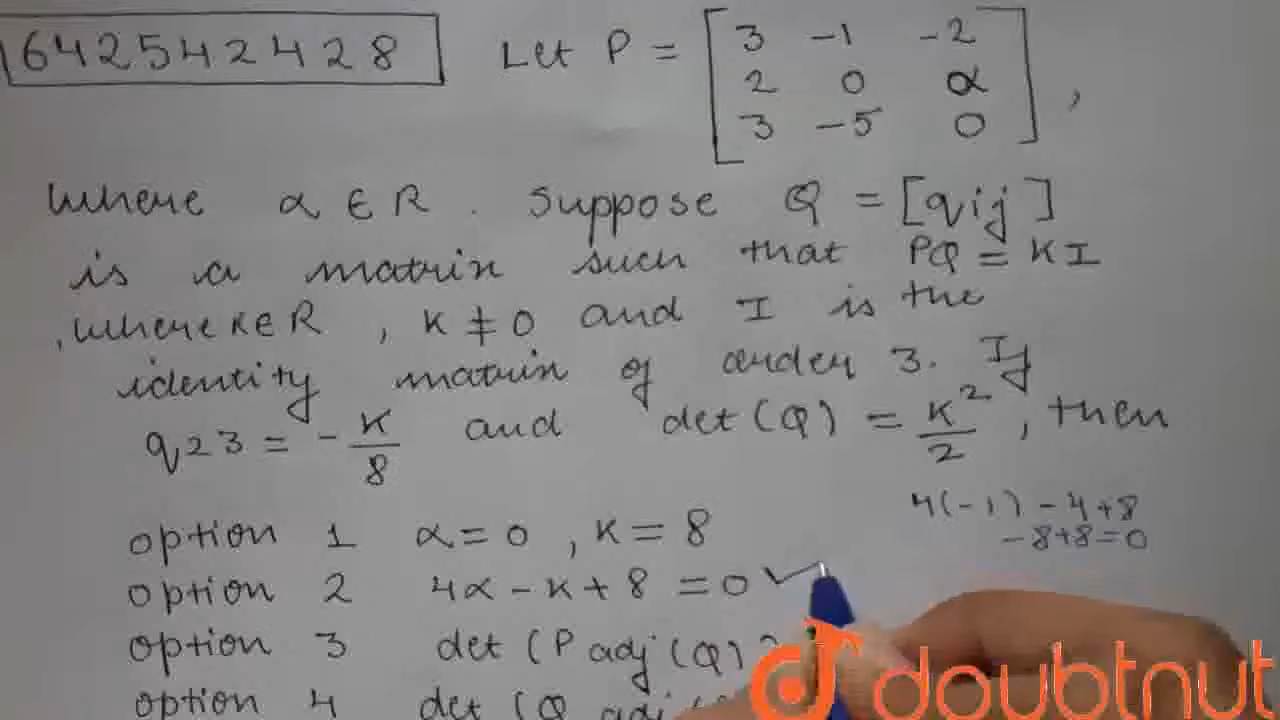 1642542428 Let P = [3 -1 -2
2 0 α
3 -5 0],
where α ∈ R. Suppose Q = [qij]
is a matrix such that PQ = KI
, where K ∈ R, K ≠ 0 and I is the
identity matrix of order 3. If
q23 = -K/8 and det(Q) = K²/2, then
4(-1) - 4 + 8
option 1 α = 0, K = 8
-8 + 8 = 0
option 2 4α - K + 8 = 0 ✓
option 3 det (P adj (Q)
option 4 det (Q adj
doubtnut